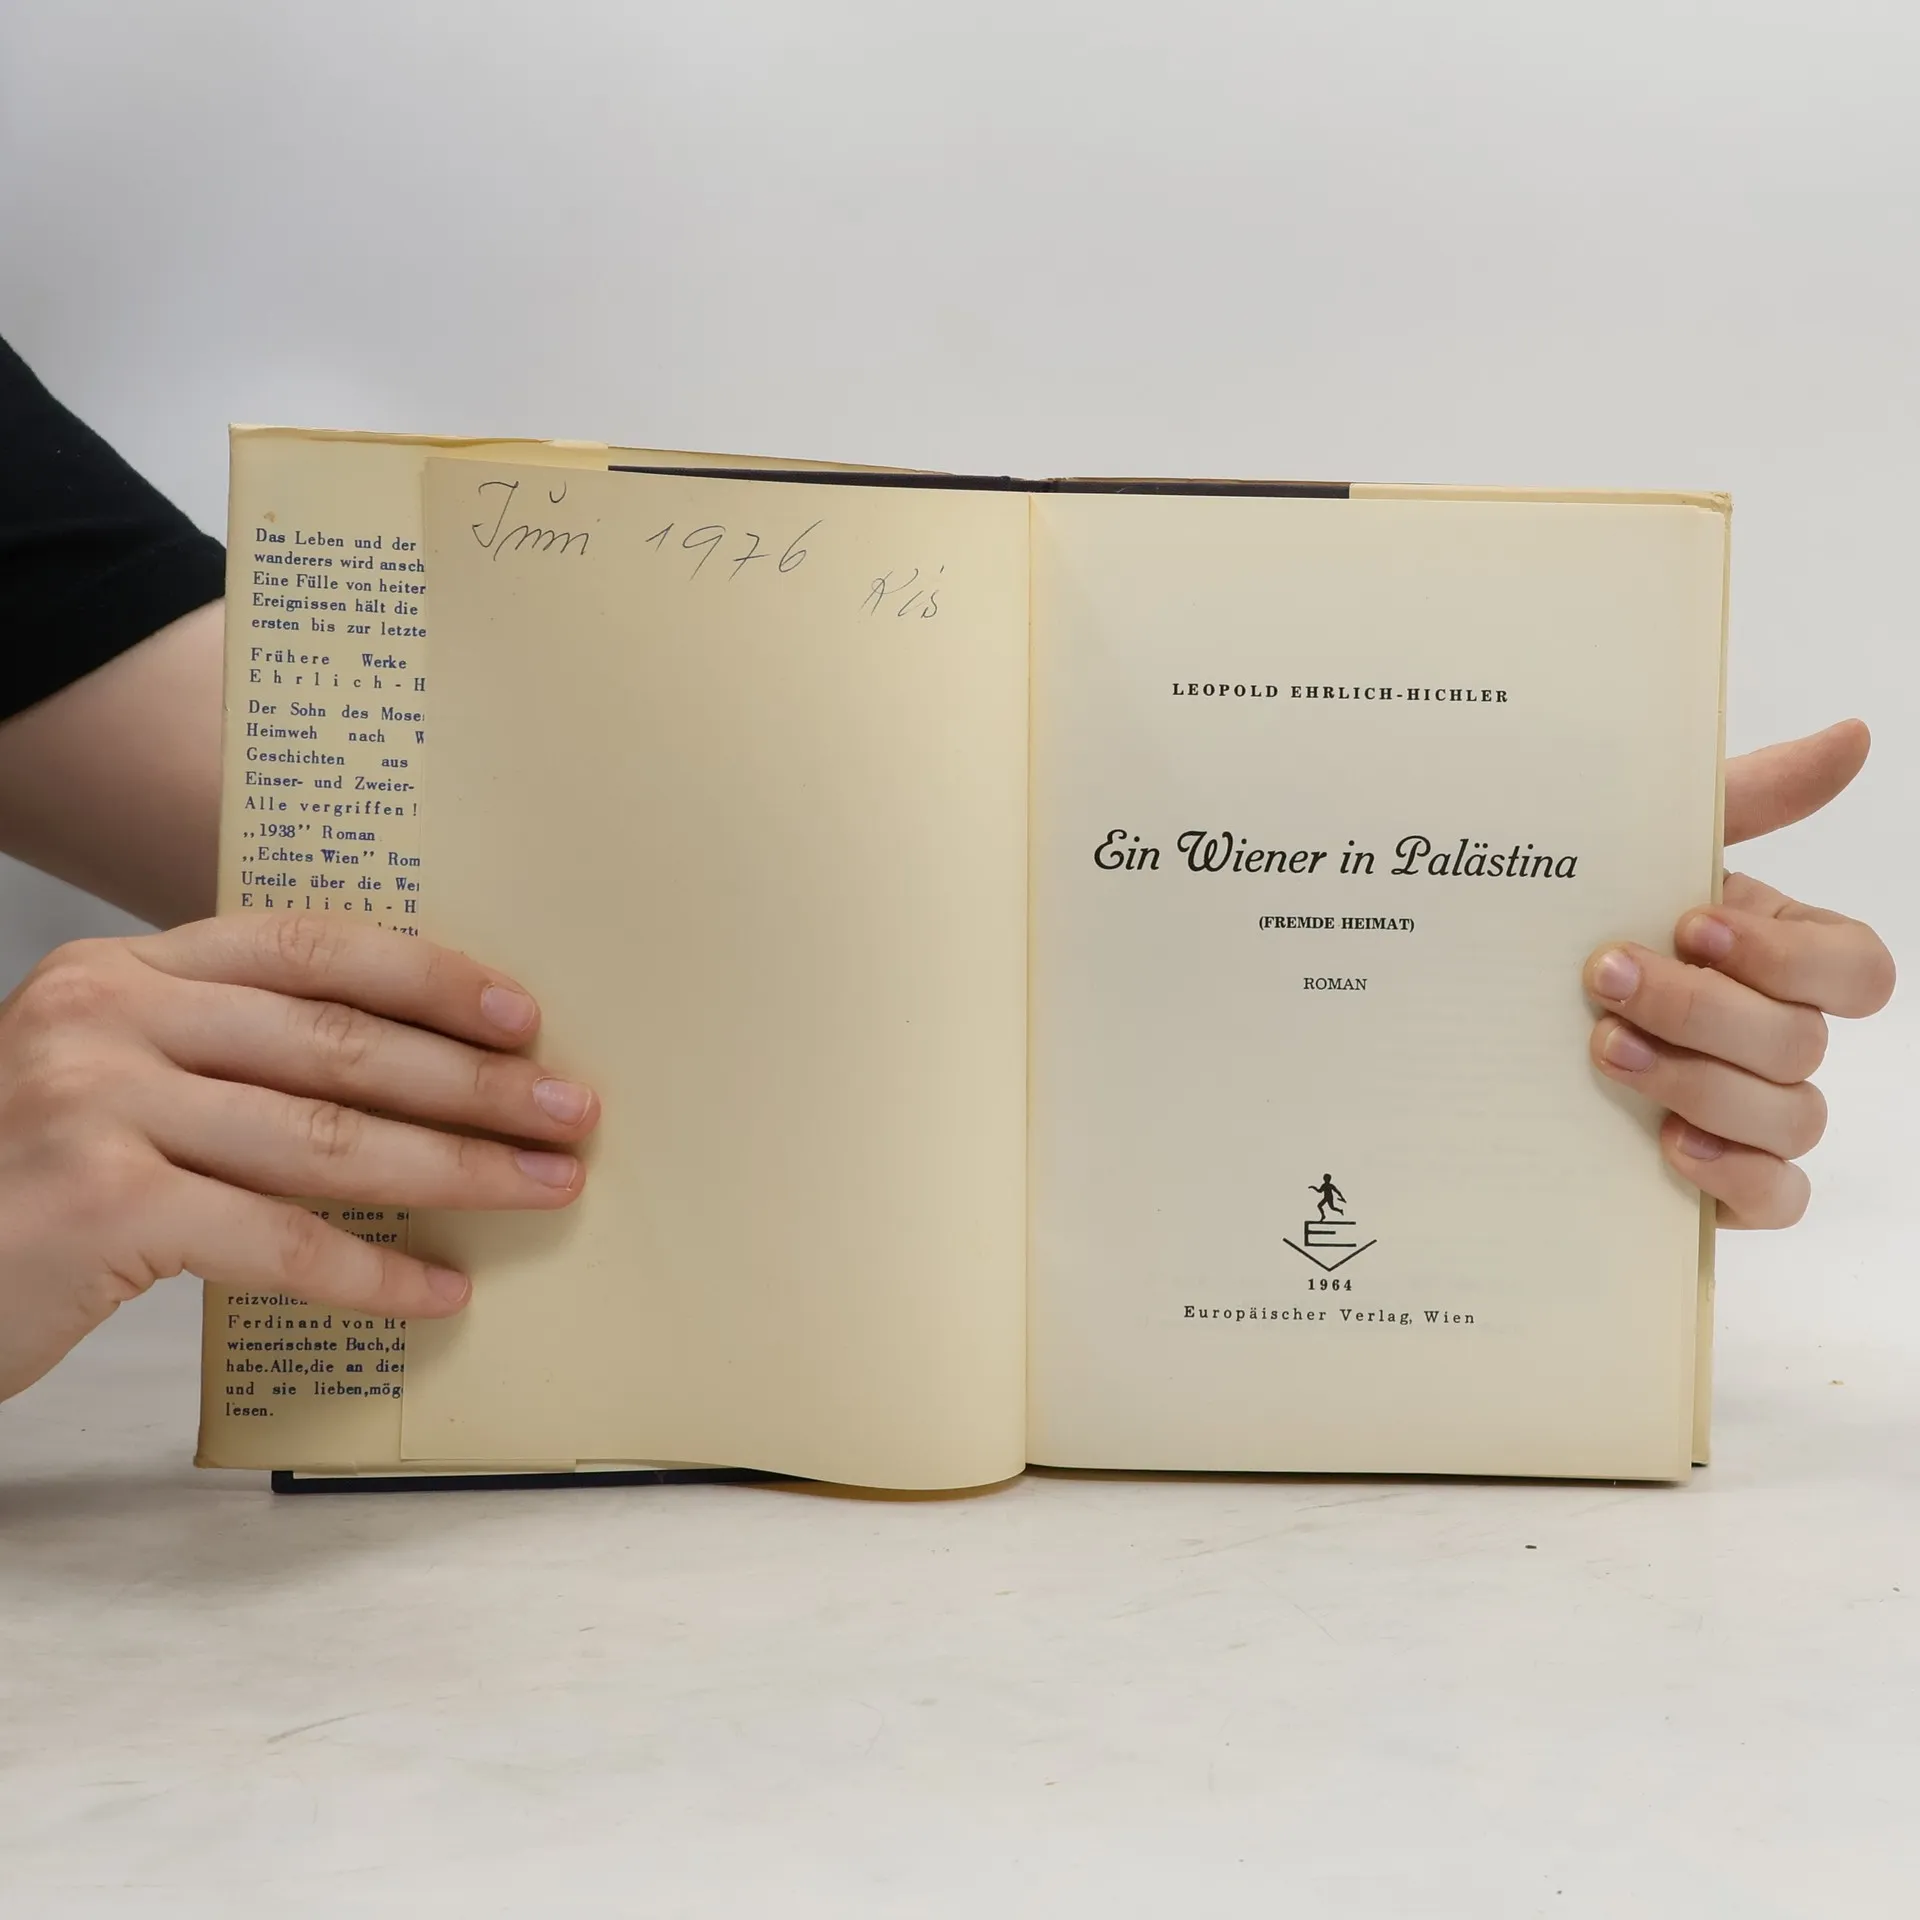 Das Leben und der
wanderers wird ansch
Eine Fülle von heiter
Ereignissen hält die
ersten bis zur letzte
Frühere Werke
Ehrlich-H
Der Sohn des Mose
Heimweh nach W
Geschichten aus
Einser- und Zweier-
Alle vergriffen!
,,1938’’ Roman
,,Echtes Wien’’ Rom
Urteile über die We
Ehrlich-H
eines
reizvolle
Ferdinand von He
wienerischste Buch,da
habe.Alle,die an dies
und sie lieben,mög
lesen.
Juni 1976
Kis
LEOPOLD EHRLICH-HICHLER
Ein Wiener in Palästina
(FREMDE HEIMAT)
ROMAN
E
1964
Europäischer Verlag, Wien